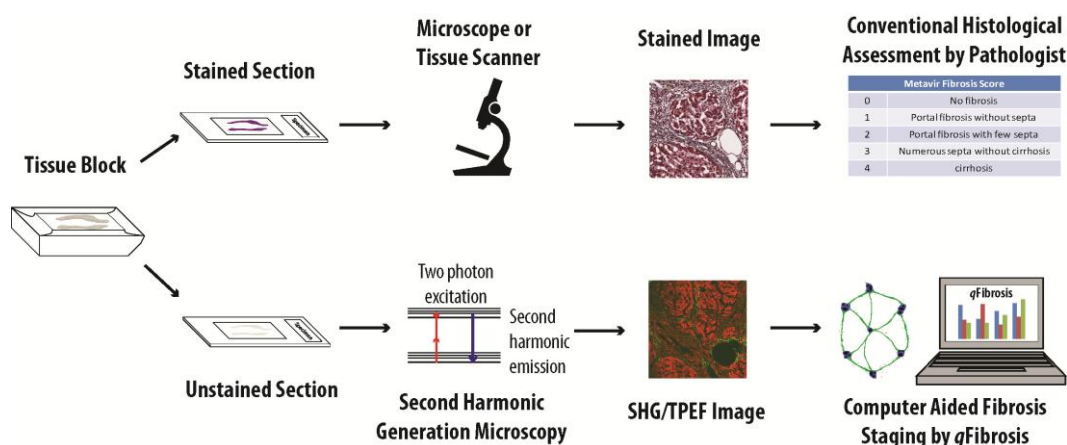 Conventional Histological
Assessment by Pathologist
Microscope or
Tissue Scanner
Stained Image
Stained Section
Specimen
Metavir Fibrosis Score
0 No fibrosis
1 Portal fibrosis without septa
2 Portal fibrosis with few septa
3 Numerous septa without cirrhosis
4 cirrhosis
Tissue Block
Two photon
excitation
Second
harmonic
emission
Specimen
qFibrosis
Unstained Section
Second Harmonic
Generation Microscopy
SHG/TPEF Image
Computer Aided Fibrosis
Staging by qFibrosis